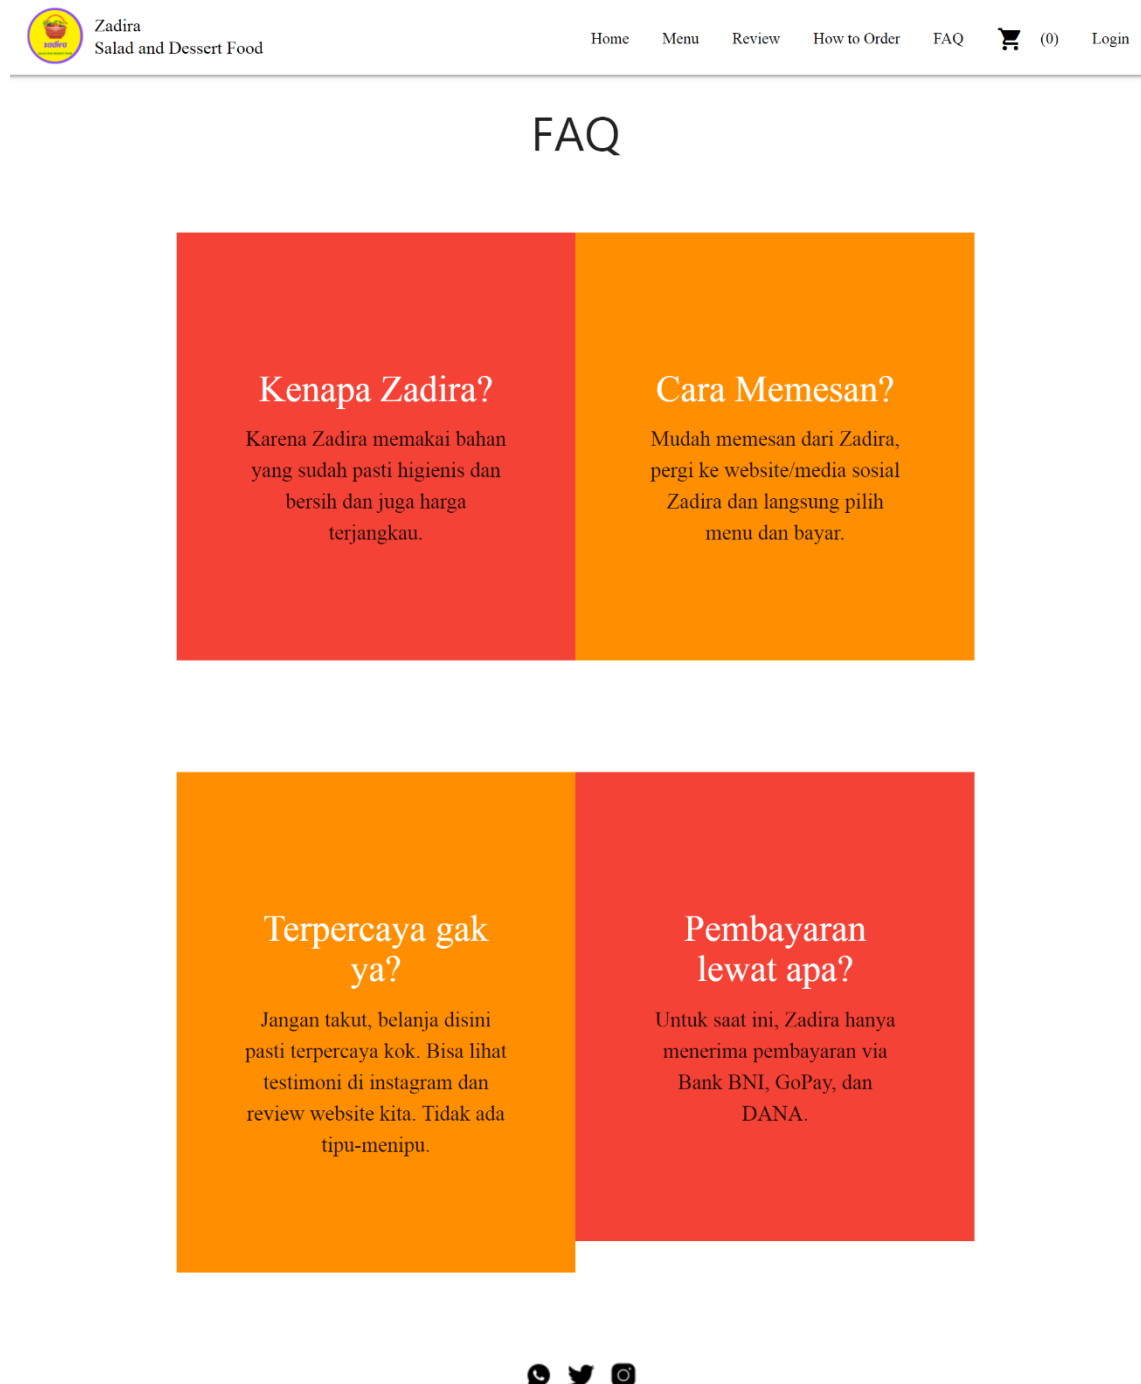 Zadira
Salad and Dessert Food
Home Menu Review How to Order FAQ (0) Login
zadira
FAQ
Kenapa Zadira?
Karena Zadira memakai bahan
yang sudah pasti higienis dan
bersih dan juga harga
terjangkau.
Cara Memesan?
Mudah memesan dari Zadira,
pergi ke website/media sosial
Zadira dan langsung pilih
menu dan bayar.
Terpercaya gak
ya?
Jangan takut, belanja disini
pasti terpercaya kok. Bisa lihat
testimoni di instagram dan
review website kita. Tidak ada
tipu-menipu.
Pembayaran
lewat apa?
Untuk saat ini, Zadira hanya
menerima pembayaran via
Bank BNI, GoPay, dan
DANA.